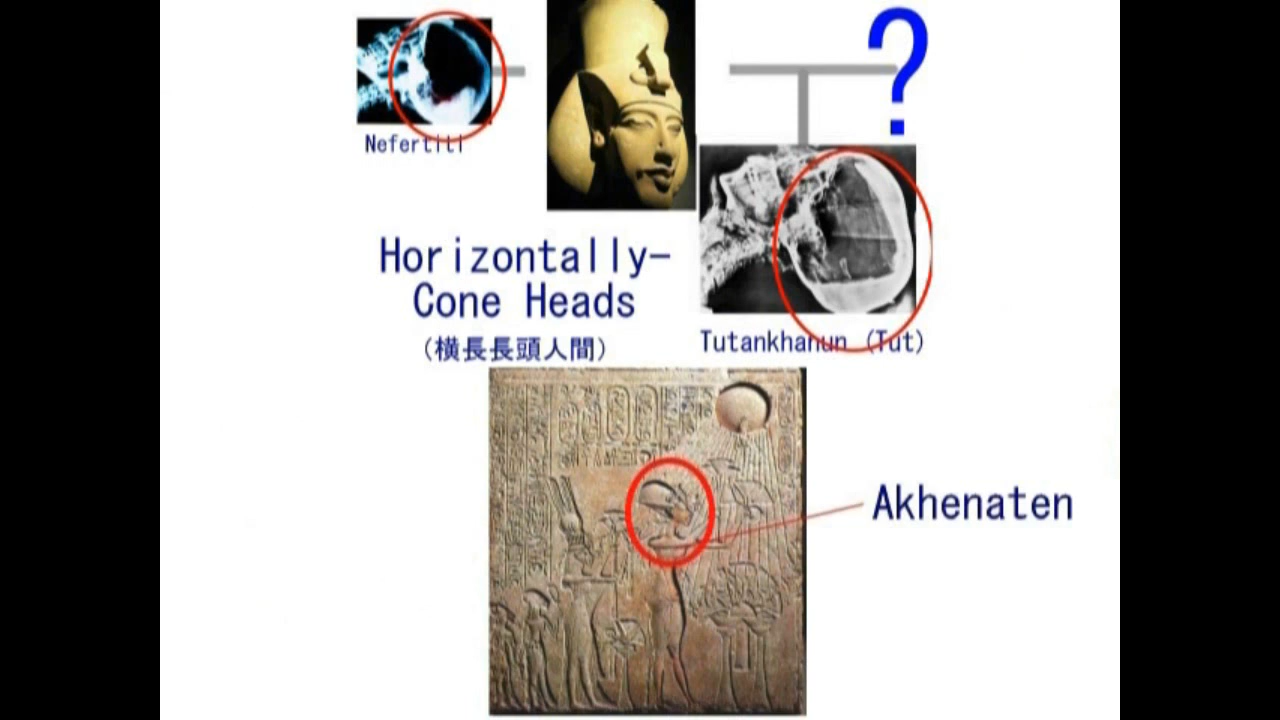 ?
Nefertiti
Horizontally-
Cone Heads
(横長長頭人間)
Tutankhanun (Tut)
Akhenaten